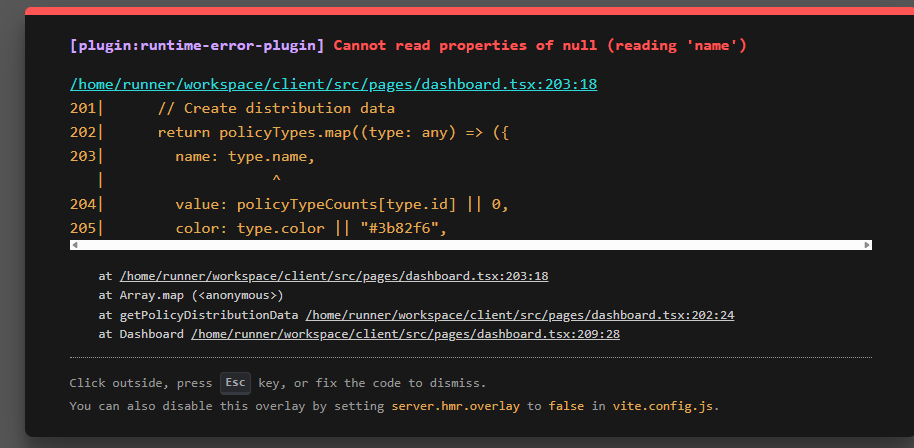 [plugin:runtime-error-plugin] Cannot read properties of null (reading 'name')
/home/runner/workspace/client/src/pages/dashboard.tsx:203:18
201|      // Create distribution data
202|      return policyTypes.map((type: any) => ({
203|        name: type.name,
   |                   ^
204|        value: policyTypeCounts[type.id] || 0,
205|        color: type.color || "#3b82f6",
at /home/runner/workspace/client/src/pages/dashboard.tsx:203:18
at Array.map (<anonymous>)
at getPolicyDistributionData /home/runner/workspace/client/src/pages/dashboard.tsx:202:24
at Dashboard /home/runner/workspace/client/src/pages/dashboard.tsx:209:28
Click outside, press Esc key, or fix the code to dismiss.
You can also disable this overlay by setting server.hmr.overlay to false in vite.config.js.